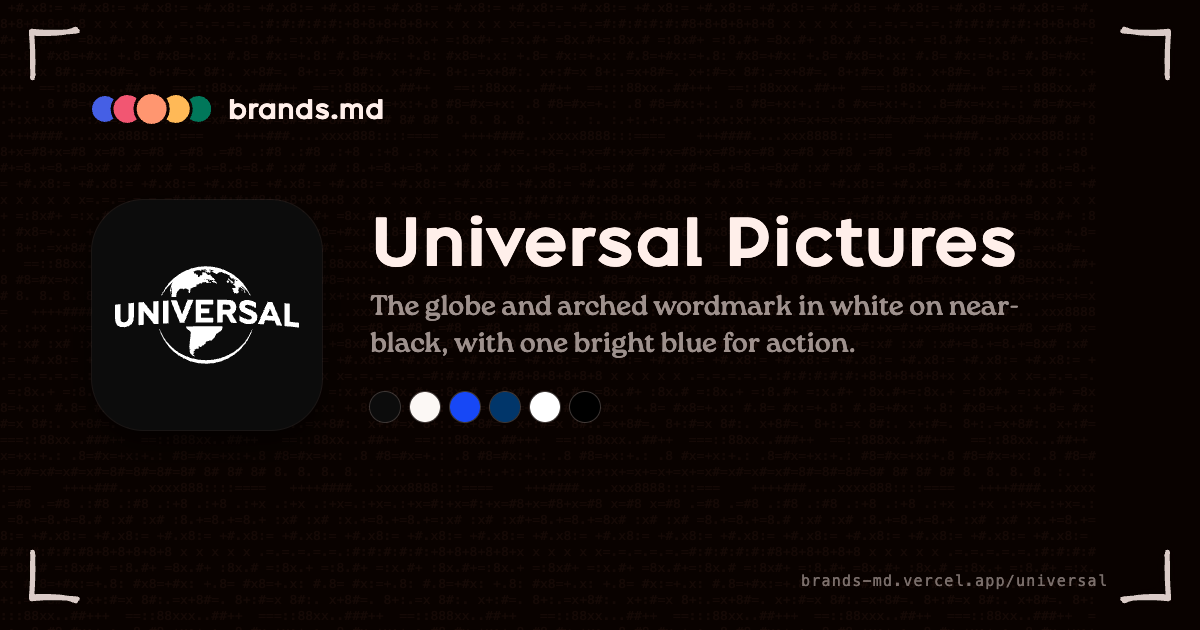 brands.md
UNIVERSAL
Universal Pictures
The globe and arched wordmark in white on near-
black, with one bright blue for action.
brands-md.vercel.app/universal